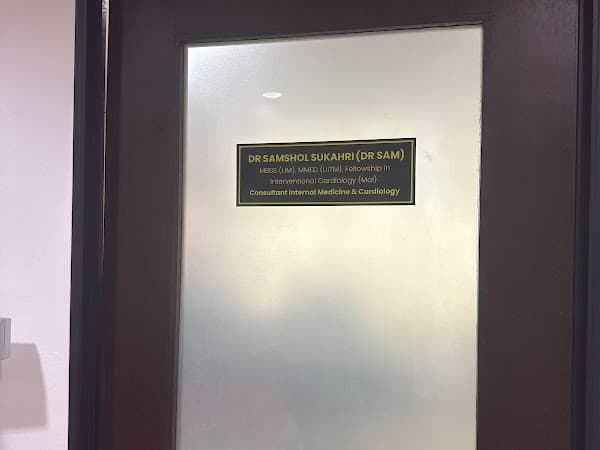 DR SAMSHOL SUKAHRI (DR SAM)
MBBS (UM), MMED (UITM), Fellowship in
Interventional Cardiology (Mal)
Consultant Internal Medicine & Cardiology